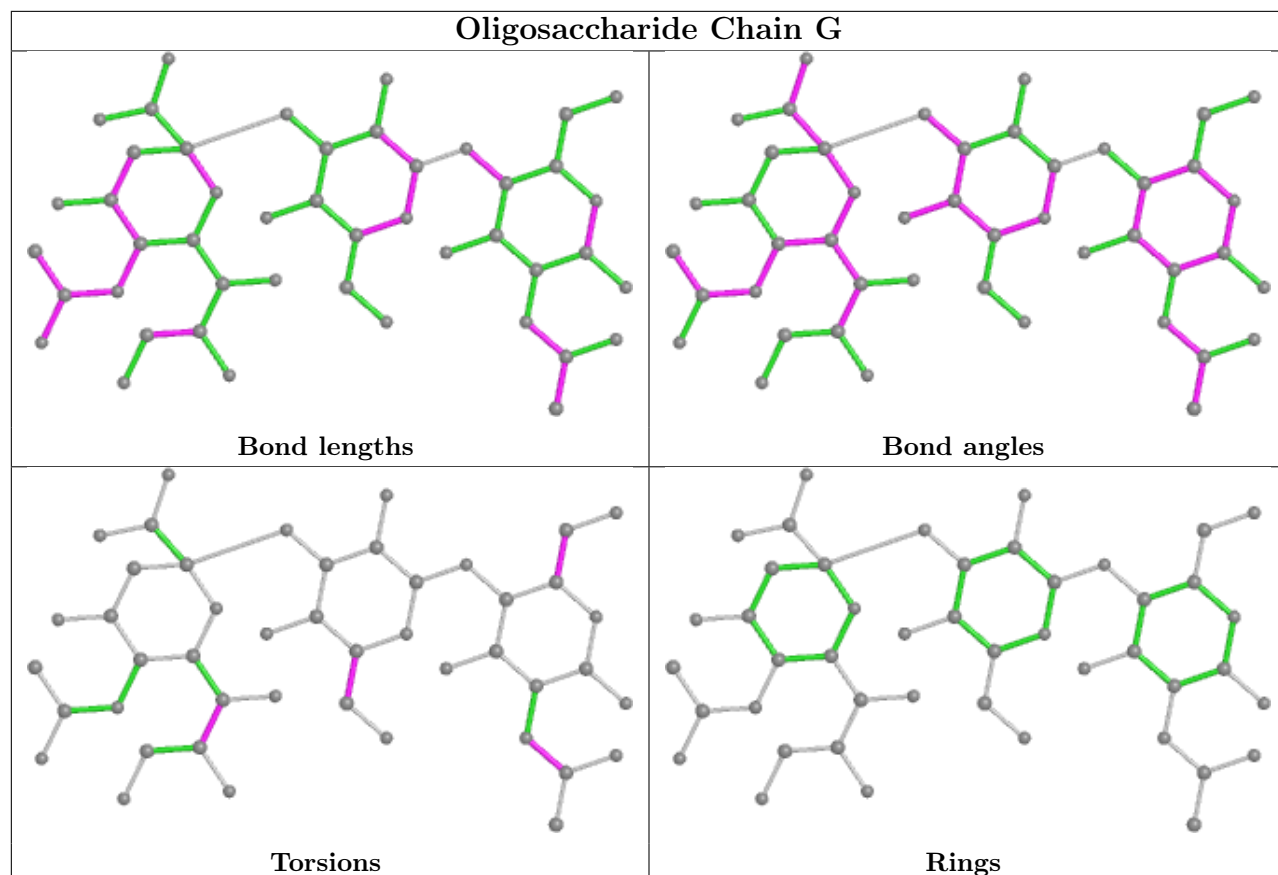 Oligosaccharide Chain G
Bond lengths
Bond angles
Torsions
Rings